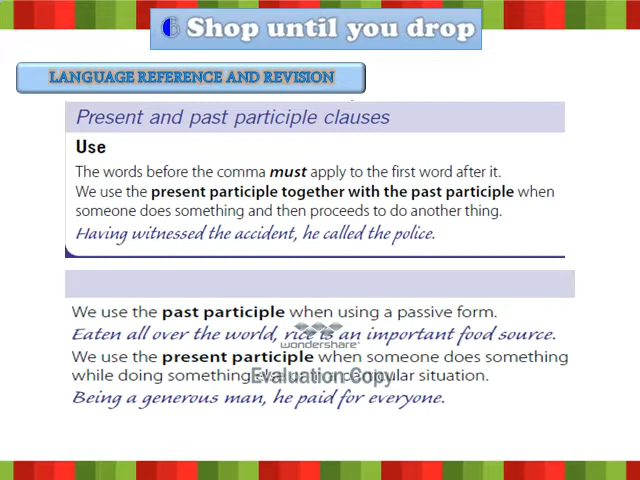 6 Shop until you drop
LANGUAGE REFERENCE AND REVISION
Present and past participle clauses
Use
The words before the comma must apply to the first word after it.
We use the present participle together with the past participle when
someone does something and then proceeds to do another thing.
Having witnessed the accident, he called the police.
We use the past participle when using a passive form.
Eaten all over the world, rice is an important food source.
wondershare
We use the present participle when someone does something
while doing something particular situation.
Evaluation Copy
Being a generous man, he paid for everyone.